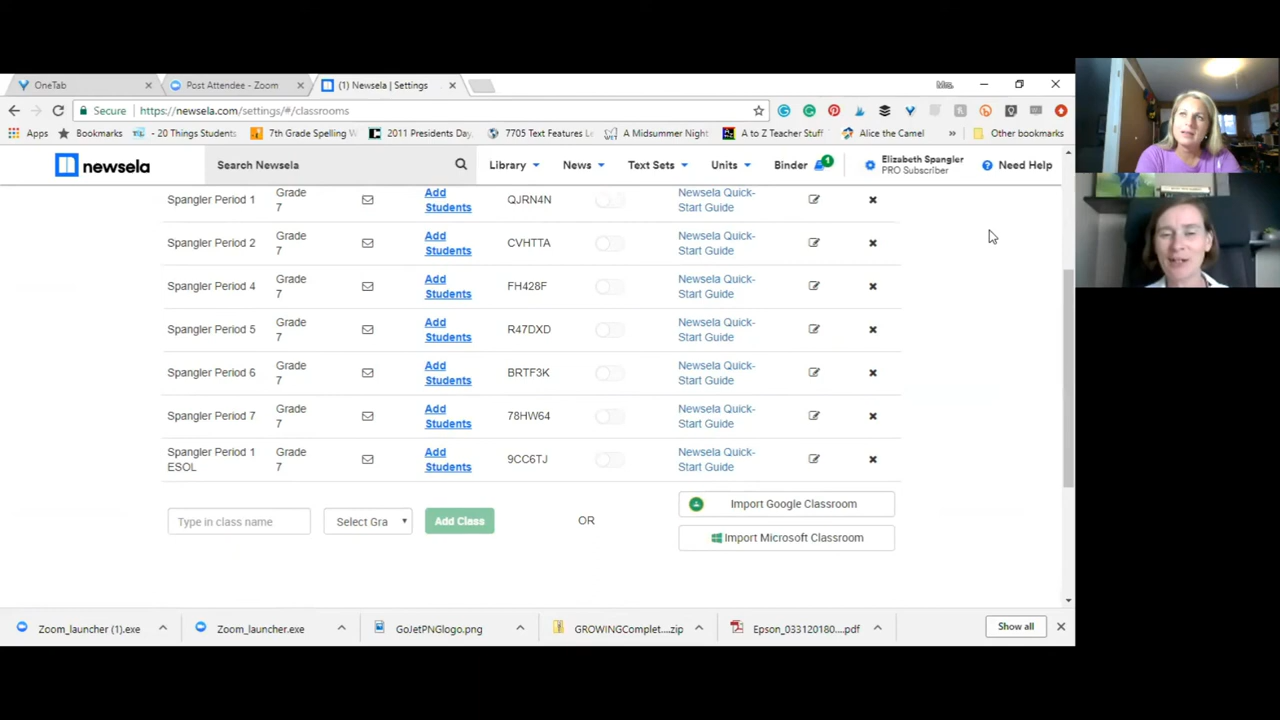 OneTab
Post Attendee - Zoom
(1) Newsela | Settings
Secure https://newsela.com/settings/#/classrooms
Apps
Bookmarks
- 20 Things Students
7th Grade Spelling W
2011 Presidents Day
7705 Text Features Le
A Midsummer Night
A to Z Teacher Stuff
Alice the Camel
» Other bookmarks
newsela
Search Newsela
Library
News
Text Sets
Units
Binder 1
Elizabeth Spangler
PRO Subscriber
Need Help
Spangler Period 1 Grade 7 Add Students QJRN4N Newsela Quick-Start Guide
Spangler Period 2 Grade 7 Add Students CVHTTA Newsela Quick-Start Guide
Spangler Period 4 Grade 7 Add Students FH428F Newsela Quick-Start Guide
Spangler Period 5 Grade 7 Add Students R47DXD Newsela Quick-Start Guide
Spangler Period 6 Grade 7 Add Students BRTF3K Newsela Quick-Start Guide
Spangler Period 7 Grade 7 Add Students 78HW64 Newsela Quick-Start Guide
Spangler Period 1 ESOL Grade 7 Add Students 9CC6TJ Newsela Quick-Start Guide
Type in class name
Select Gra
Add Class
OR
Import Google Classroom
Import Microsoft Classroom
Zoom_launcher (1).exe
Zoom_launcher.exe
GoJetPNGlogo.png
GROWINGComplet....zip
Epson_033120180....pdf
Show all